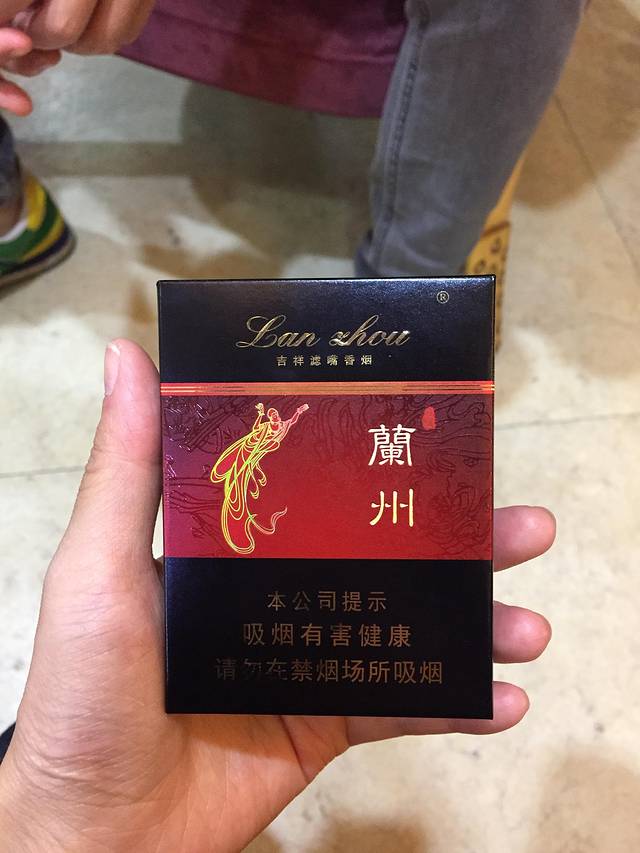 ®
Lan zhou
吉祥滤嘴香烟
蘭
州
本公司提示
吸烟有害健康
请勿在禁烟场所吸烟